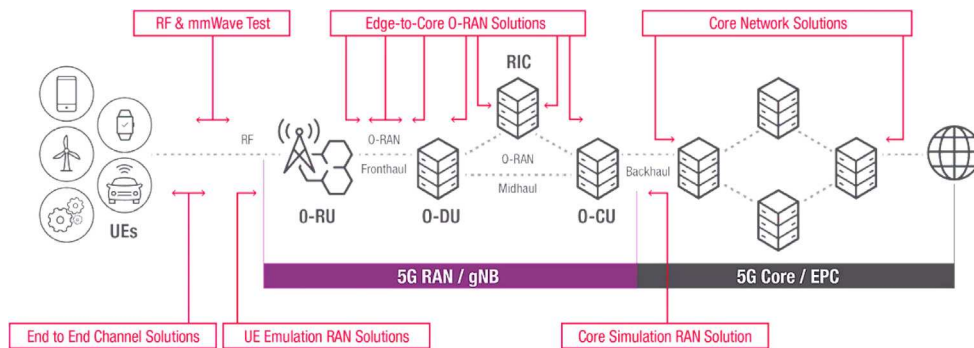 RF & mmWave Test
Edge-to-Core O-RAN Solutions
Core Network Solutions
RIC
RF
O-RAN
Fronthaul
O-RAN
Midhaul
Backhaul
UEs
O-RU
O-DU
O-CU
5G RAN / gNB
5G Core / EPC
End to End Channel Solutions
UE Emulation RAN Solutions
Core Simulation RAN Solution